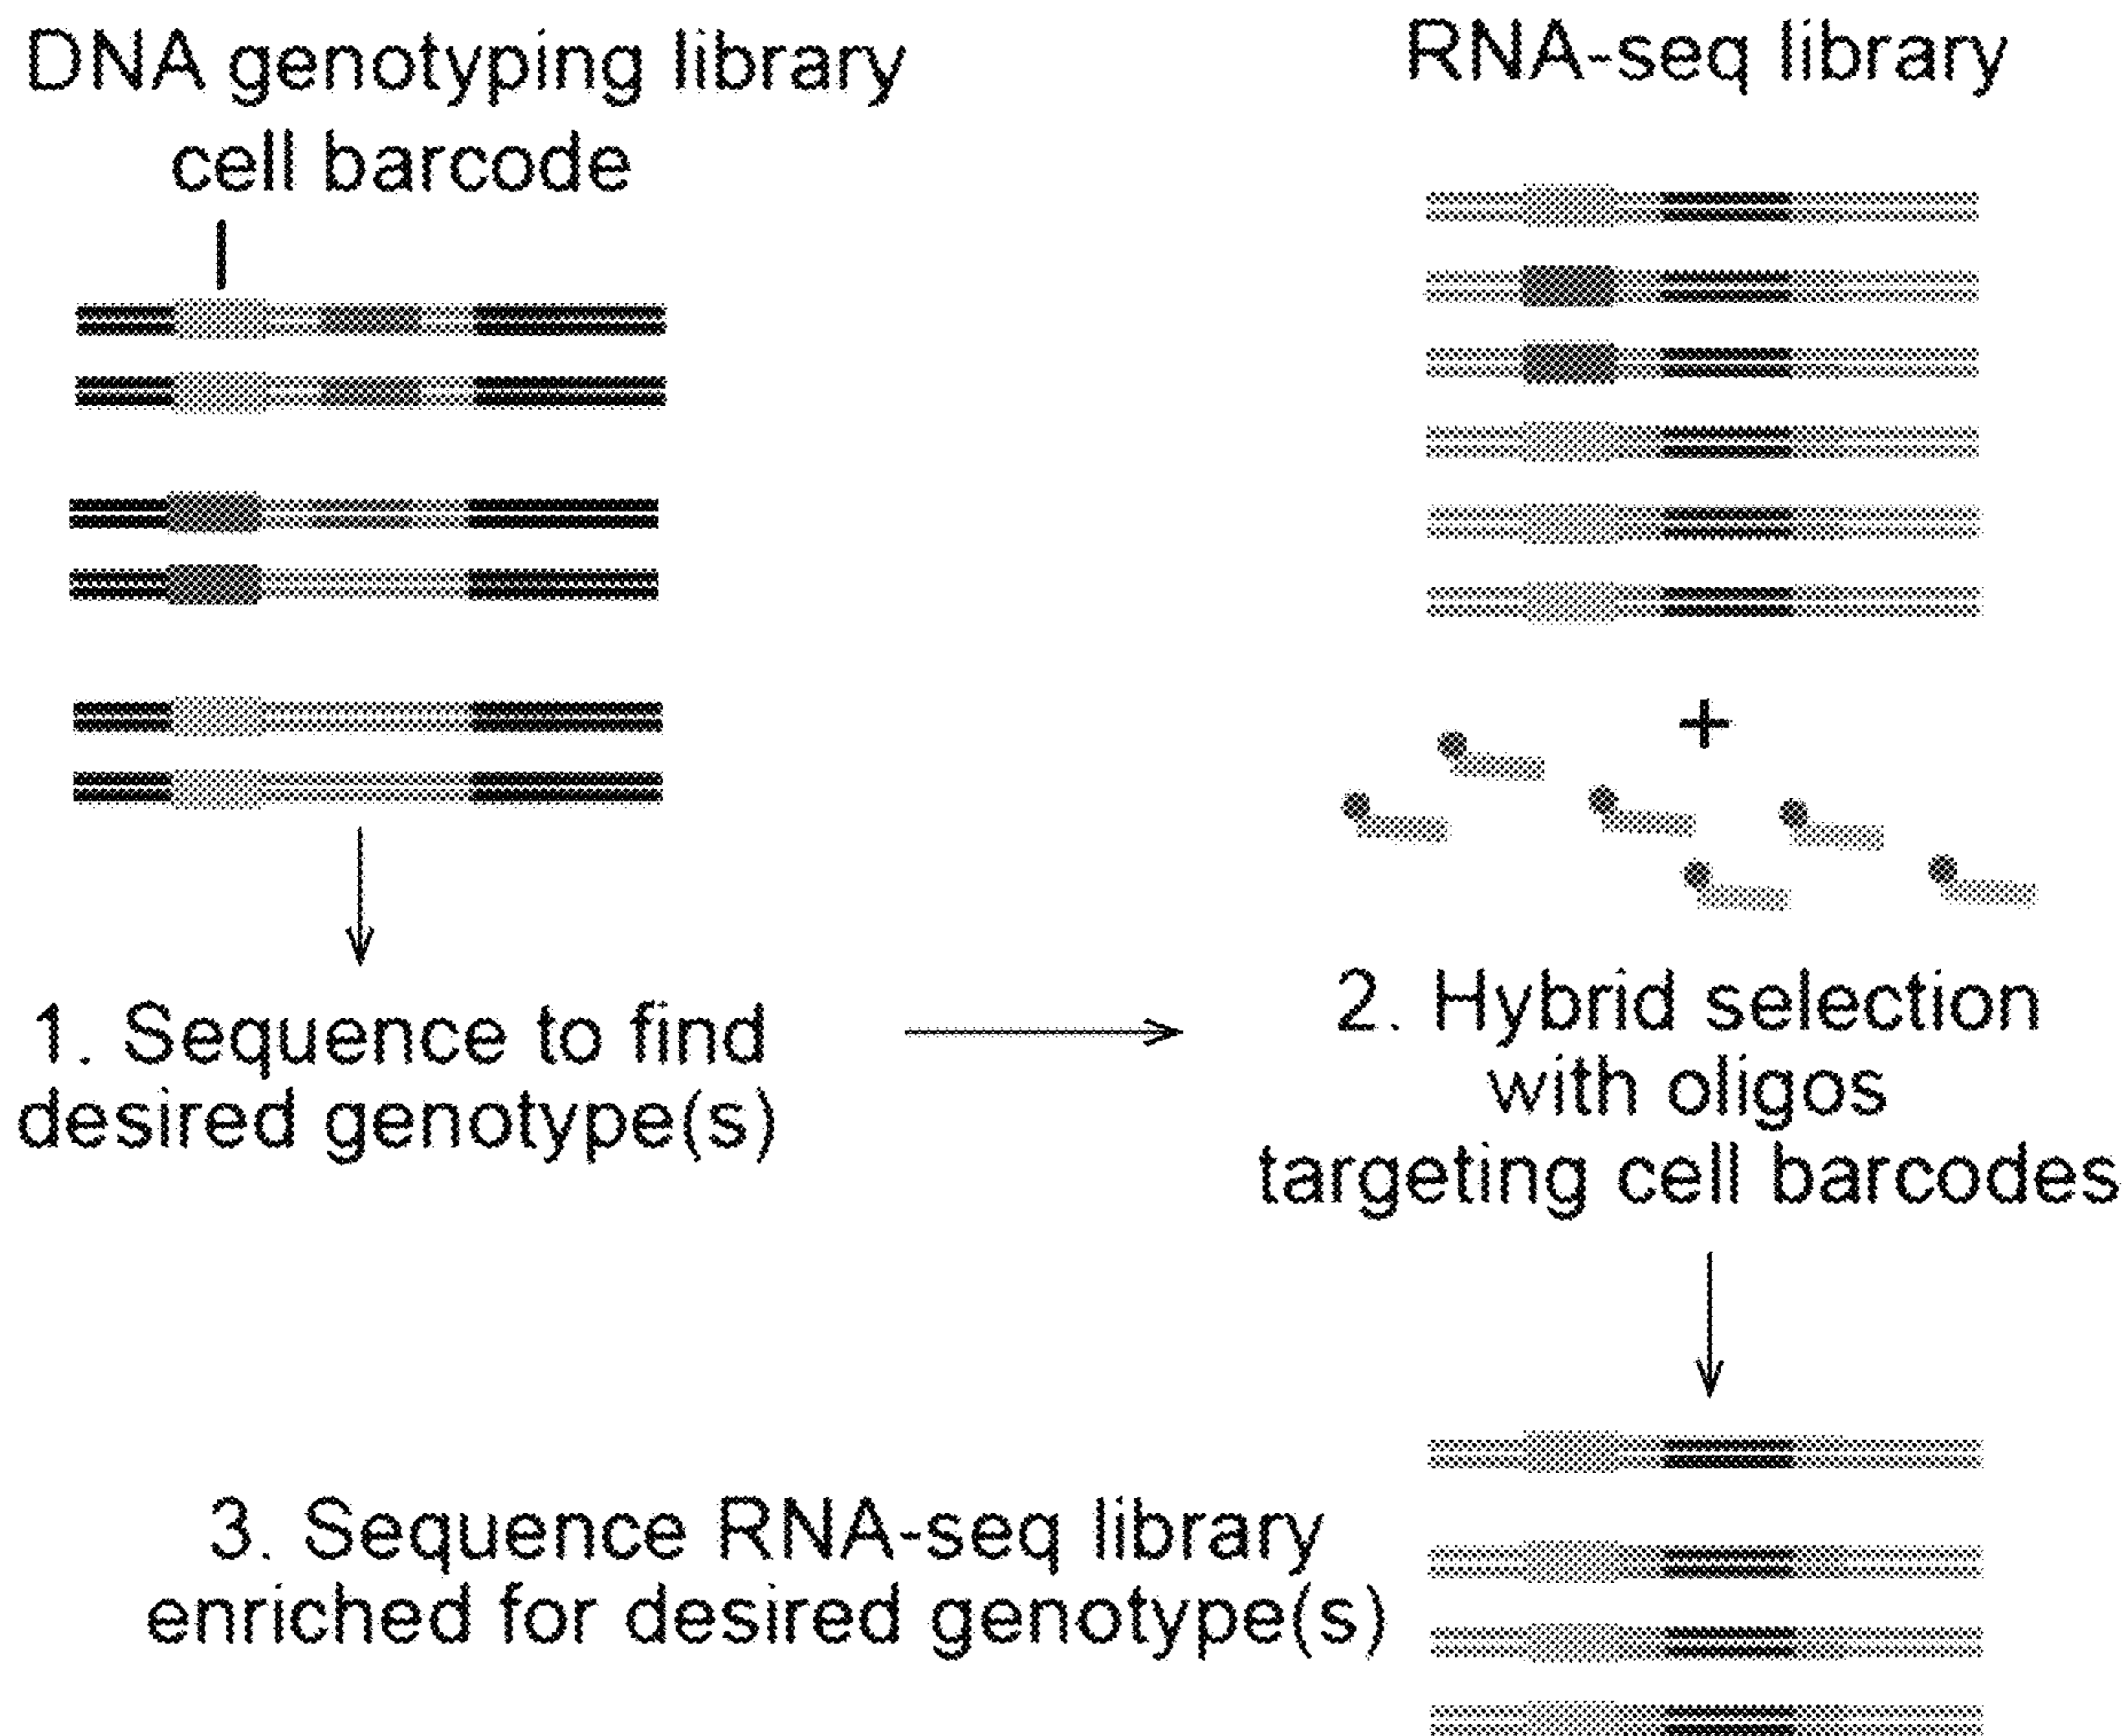 DNA genotyping library
cell barcode
RNA-seq library
+
1. Sequence to find
desired genotype(s)
2. Hybrid selection
with oligos
targeting cell barcodes
3. Sequence RNA-seq library
enriched for desired genotype(s)